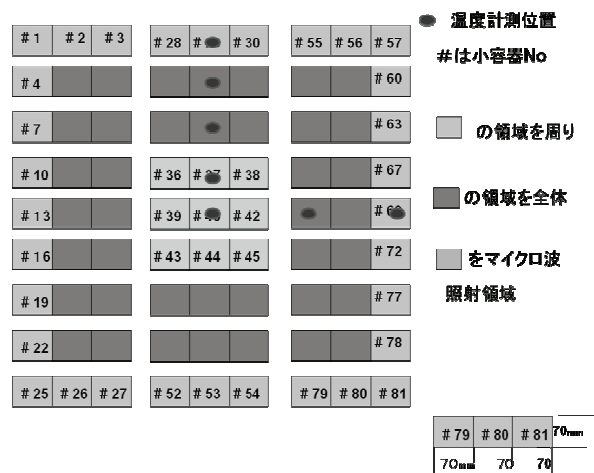 #1 #2 #3 #28 # #30 #55 #56 #57
#4 #60
#7 #63
#10 #36 # #38 #67
#13 #39 # #42 #6
#16 #43 #44 #45 #72
#19 #77
#22 #78
#25 #26 #27 #52 #53 #54 #79 #80 #81
温度計測位置
#は小容器No
の領域を周り
の領域を全体
をマイクロ波
照射領域
#79 #80 #81 70mm
70mm 70 70